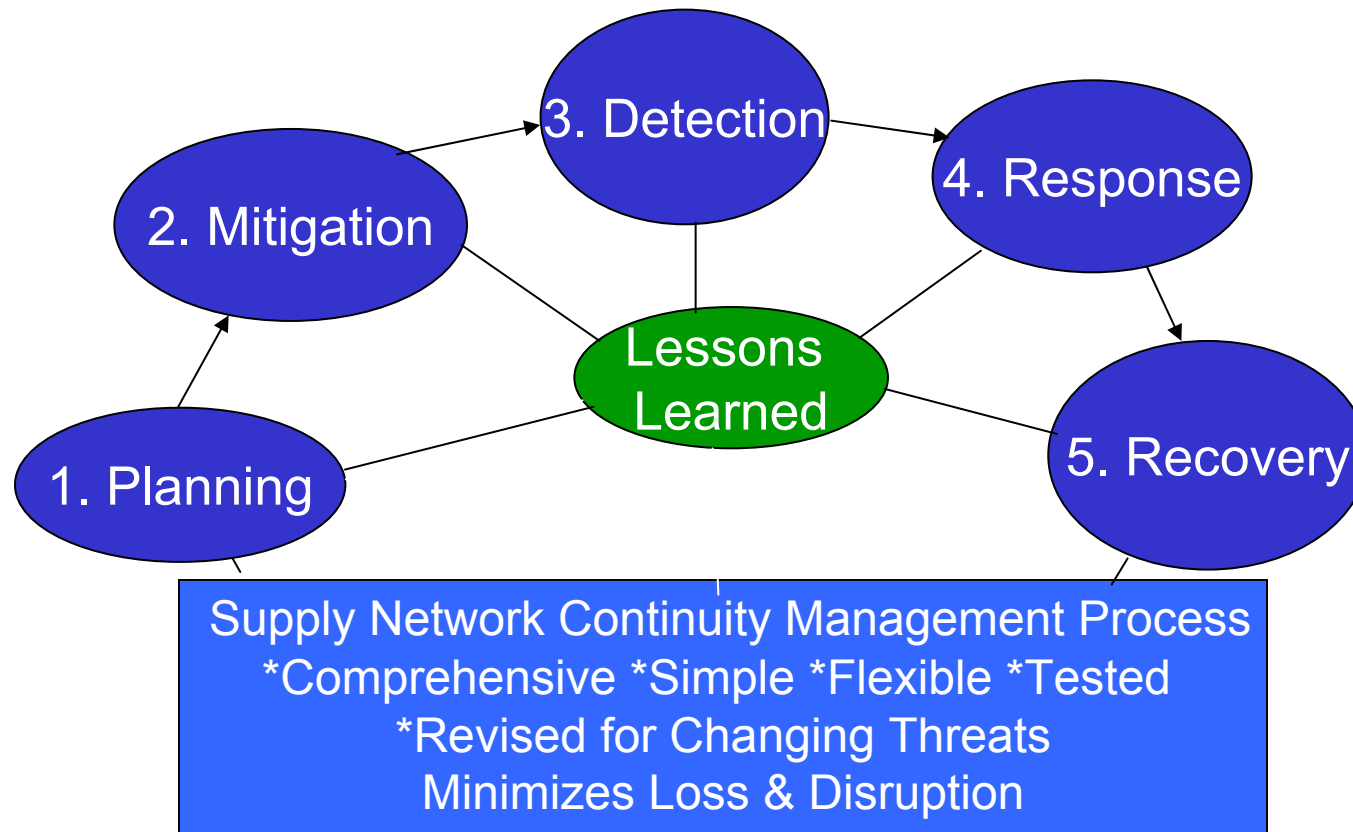 1. Planning
2. Mitigation
3. Detection
4. Response
5. Recovery
Lessons
Learned
Supply Network Continuity Management Process
*Comprehensive *Simple *Flexible *Tested
*Revised for Changing Threats
Minimizes Loss & Disruption